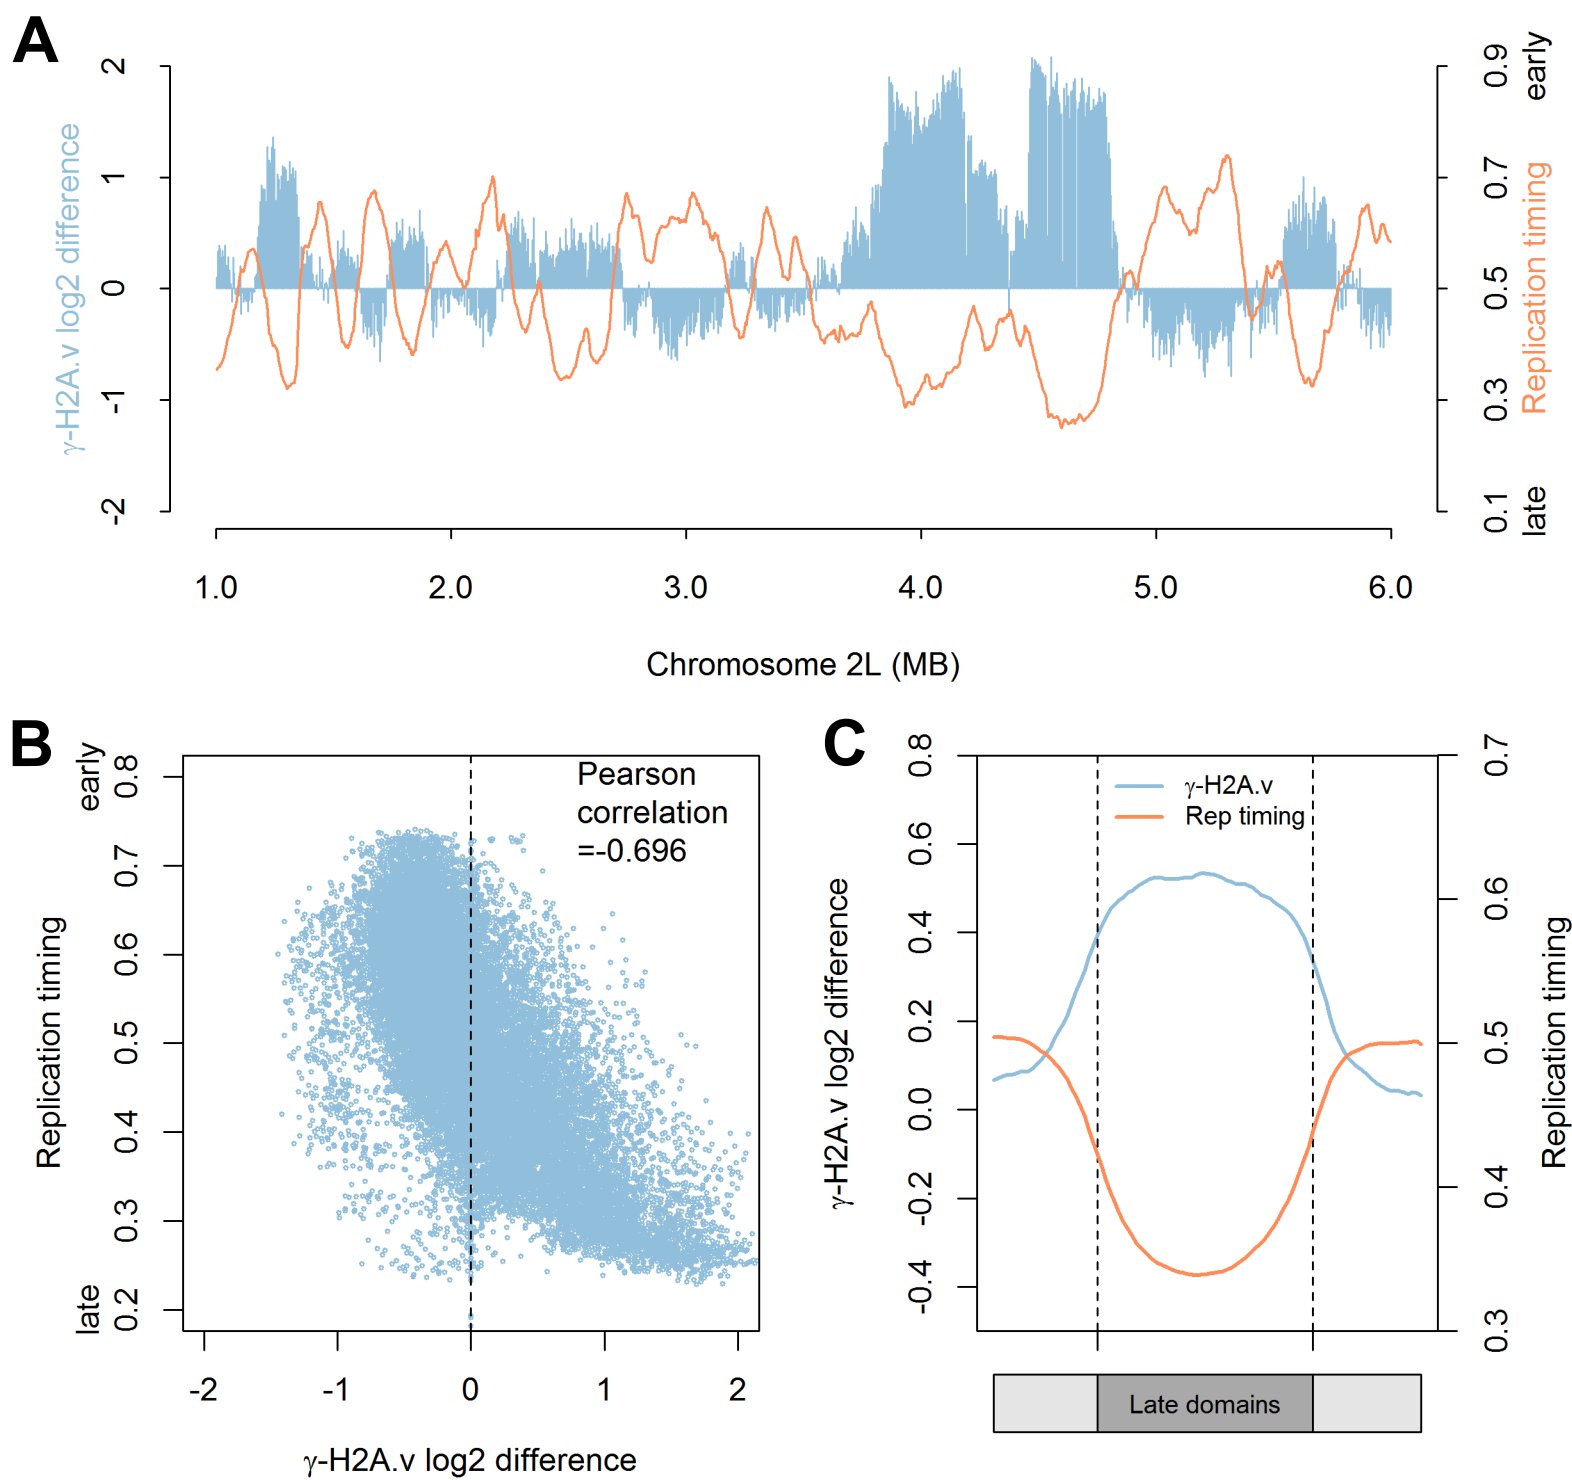 A
γ-H2A.v log2 difference
2
1
0
-1
-2
Replication timing
early
0.9
0.7
0.5
0.3
0.1
late
1.0
2.0
3.0
4.0
5.0
6.0
Chromosome 2L (MB)
B
Replication timing
early
late
0.8
0.7
0.6
0.5
0.4
0.3
0.2
Pearson
correlation
=-0.696
-2
-1
0
1
2
γ-H2A.v log2 difference
C
γ-H2A.v log2 difference
0.8
0.6
0.4
0.2
0.0
-0.2
-0.4
γ-H2A.v
Rep timing
0.7
0.6
0.5
0.4
0.3
Replication timing
Late domains